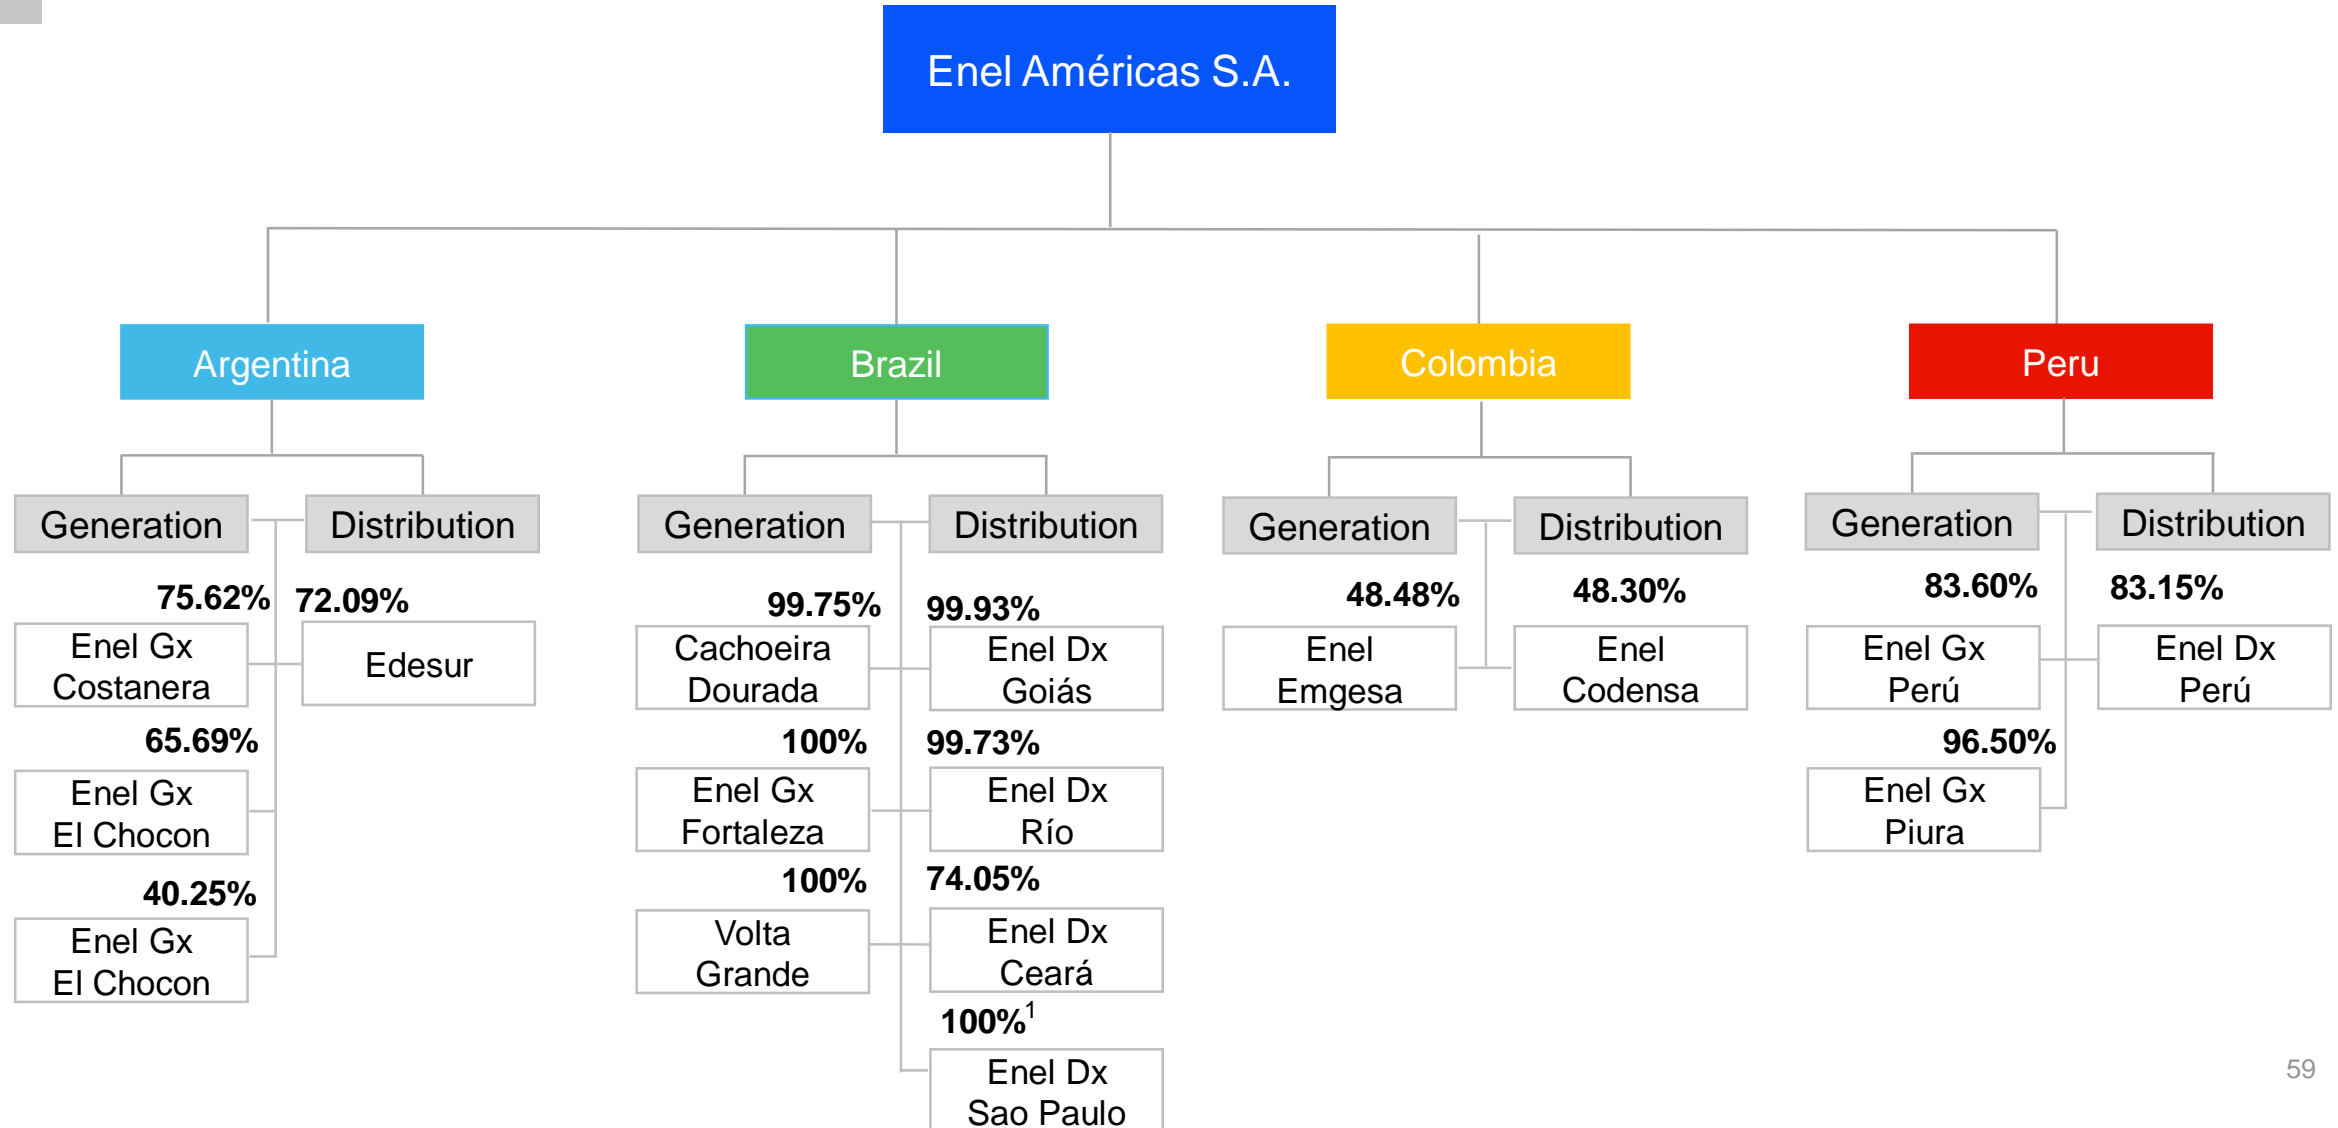 Enel Américas S.A.
Argentina
Brazil
Colombia
Peru
Generation
Distribution
Generation
Distribution
Generation
Distribution
Generation
Distribution
75.62%
72.09%
Enel Gx
Costanera
Edesur
65.69%
Enel Gx
El Chocon
40.25%
Enel Gx
El Chocon
99.75%
99.93%
Cachoeira
Dourada
Enel Dx
Goiás
100%
99.73%
Enel Gx
Fortaleza
Enel Dx
Río
100%
74.05%
Volta
Grande
Enel Dx
Ceará
100%1
Enel Dx
Sao Paulo
48.48%
48.30%
Enel
Emgesa
Enel
Codensa
83.60%
83.15%
Enel Gx
Perú
Enel Dx
Perú
96.50%
Enel Gx
Piura
59